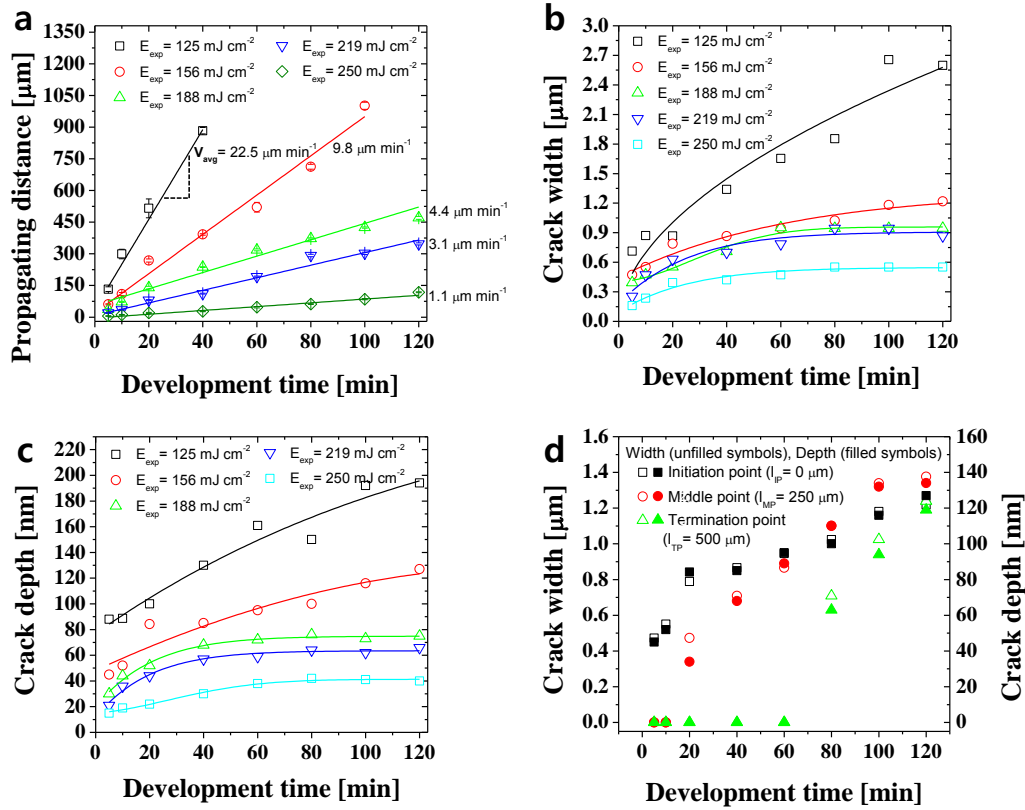 a
1350
1200
1050
900
750
600
450
300
150
0
Propagating distance [μm]
E_exp = 125 mJ cm⁻²
E_exp = 156 mJ cm⁻²
E_exp = 188 mJ cm⁻²
E_exp = 219 mJ cm⁻²
E_exp = 250 mJ cm⁻²
V_avg = 22.5 μm min⁻¹
9.8 μm min⁻¹
4.4 μm min⁻¹
3.1 μm min⁻¹
1.1 μm min⁻¹
0 20 40 60 80 100 120
Development time [min]
b
3.0
2.7
2.4
2.1
1.8
1.5
1.2
0.9
0.6
0.3
0.0
Crack width [μm]
E_exp = 125 mJ cm⁻²
E_exp = 156 mJ cm⁻²
E_exp = 188 mJ cm⁻²
E_exp = 219 mJ cm⁻²
E_exp = 250 mJ cm⁻²
0 20 40 60 80 100 120
Development time [min]
c
220
200
180
160
140
120
100
80
60
40
20
0
Crack depth [nm]
E_exp = 125 mJ cm⁻²
E_exp = 156 mJ cm⁻²
E_exp = 188 mJ cm⁻²
E_exp = 219 mJ cm⁻²
E_exp = 250 mJ cm⁻²
0 20 40 60 80 100 120
Development time [min]
d
1.6
1.4
1.2
1.0
0.8
0.6
0.4
0.2
0.0
Crack width [μm]
Width (unfilled symbols), Depth (filled symbols)
Initiation point (l_IP = 0 μm)
Middle point (l_MP = 250 μm)
Termination point
(l_TP = 500 μm)
160
140
120
100
80
60
40
20
0
Crack depth [nm]
0 20 40 60 80 100 120
Development time [min]